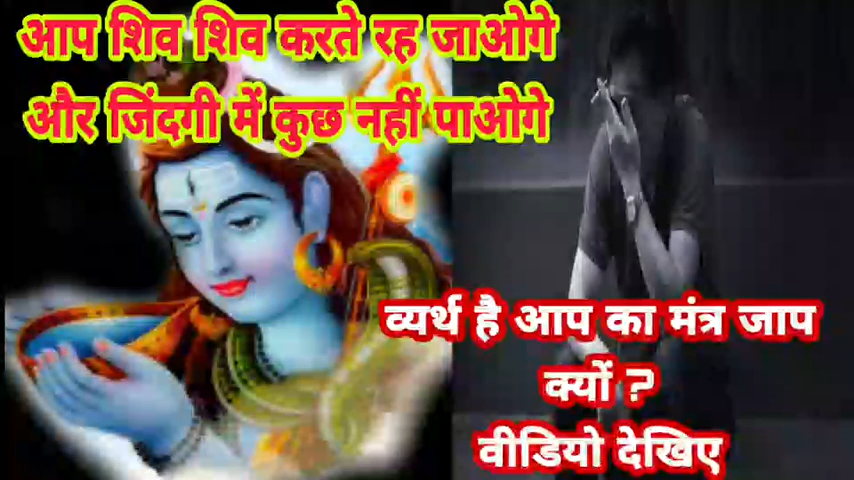 आप शिव शिव करते रह जाओगे
और जिंदगी में कुछ नहीं पाओगे
व्यर्थ है आप का मंत्र जाप
क्यों ?
वीडियो देखिए